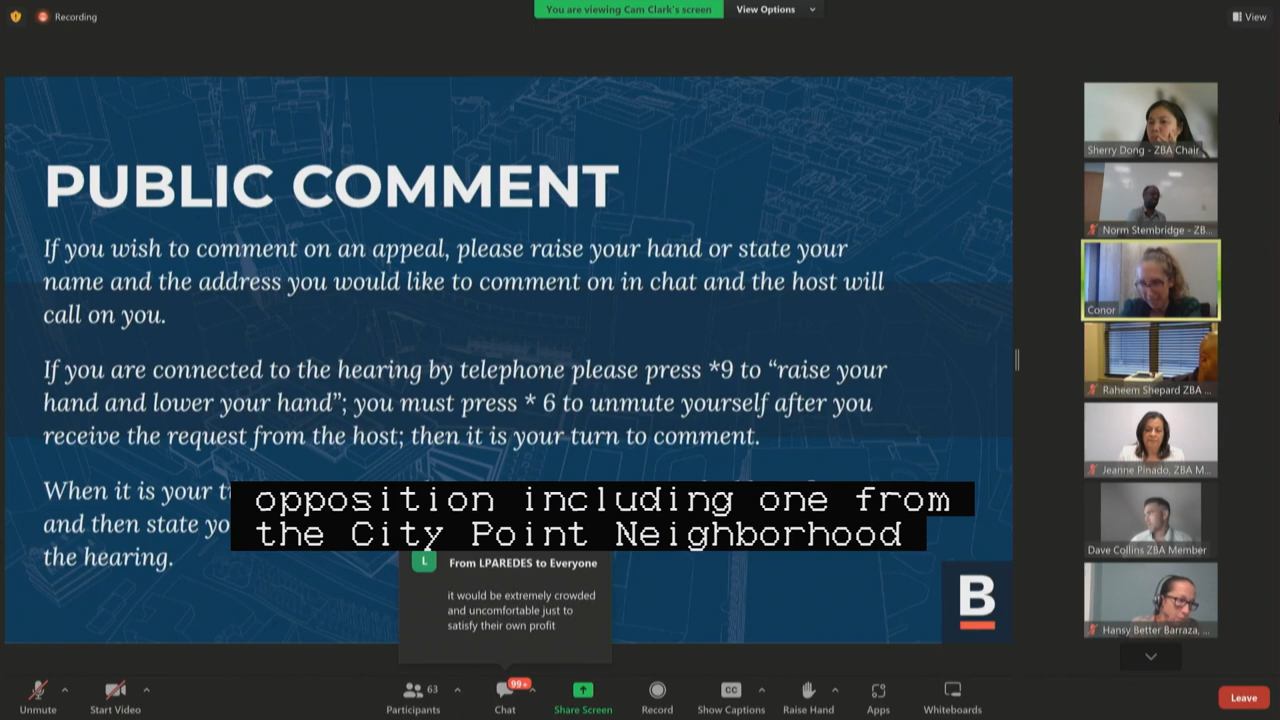 Recording
You are viewing Cam Clark's screen
View Options
View
PUBLIC COMMENT
If you wish to comment on an appeal, please raise your hand or state your
name and the address you would like to comment on in chat and the host will
call on you.
If you are connected to the hearing by telephone please press *9 to “raise your
hand and lower your hand”; you must press * 6 to unmute yourself after you
receive the request from the host; then it is your turn to comment.
When it is your
and then state
the hearing.
opposition including one from
the City Point Neighborhood
L
From LPAREDES to Everyone
it would be extremely crowded
and uncomfortable just to
satisfy their own profit
B
Sherry Dong - ZBA Chair
Norm Stembridge - ZB...
Conor
Raheem Shepard ZBA ...
Jeanne Pinado, ZBA M...
Dave Collins ZBA Member
Hansy Better Barraza, ...
Unmute
Start Video
63
Participants
99+
Chat
Share Screen
Record
CC
Show Captions
Raise Hand
Apps
Whiteboards
Leave